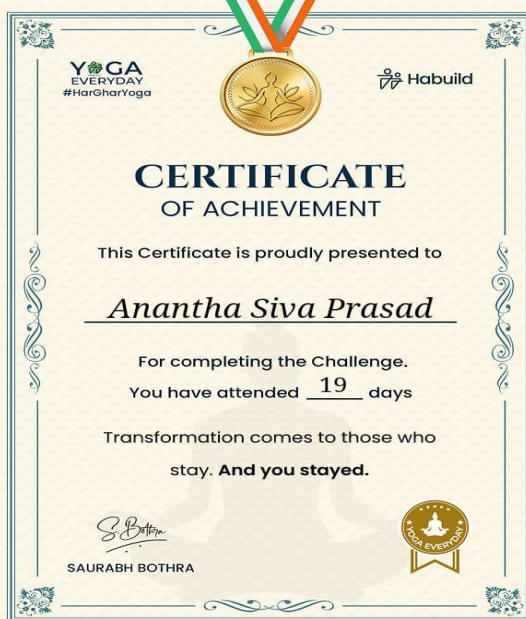 YOGA
EVERYDAY
#HarGharYoga
Habuild
CERTIFICATE
OF ACHIEVEMENT
This Certificate is proudly presented to
Anantha Siva Prasad
For completing the Challenge.
You have attended 19 days
Transformation comes to those who
stay. And you stayed.
S.Bothra
SAURABH BOTHRA
YOGA EVERYDAY